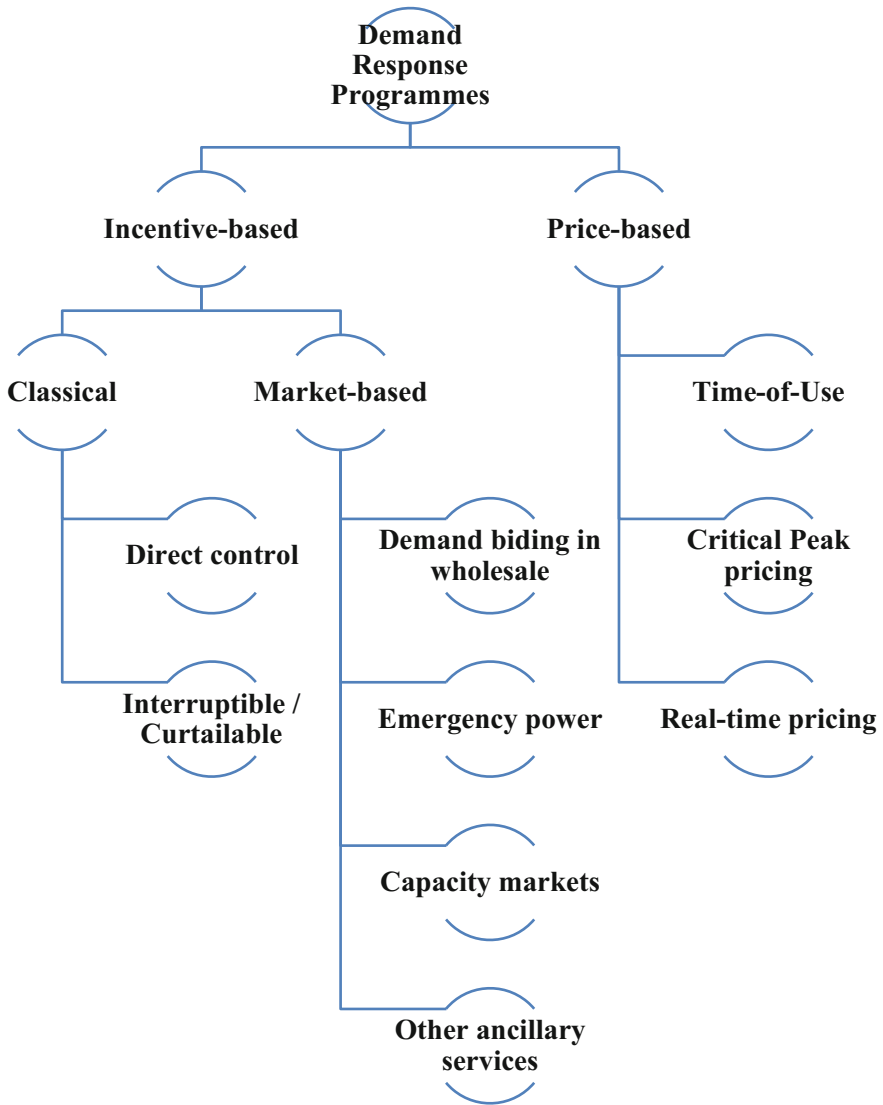 Demand
Response
Programmes
Incentive-based
Price-based
Classical
Market-based
Time-of-Use
Direct control
Demand biding in
wholesale
Critical Peak
pricing
Interruptible /
Curtailable
Emergency power
Real-time pricing
Capacity markets
Other ancillary
services